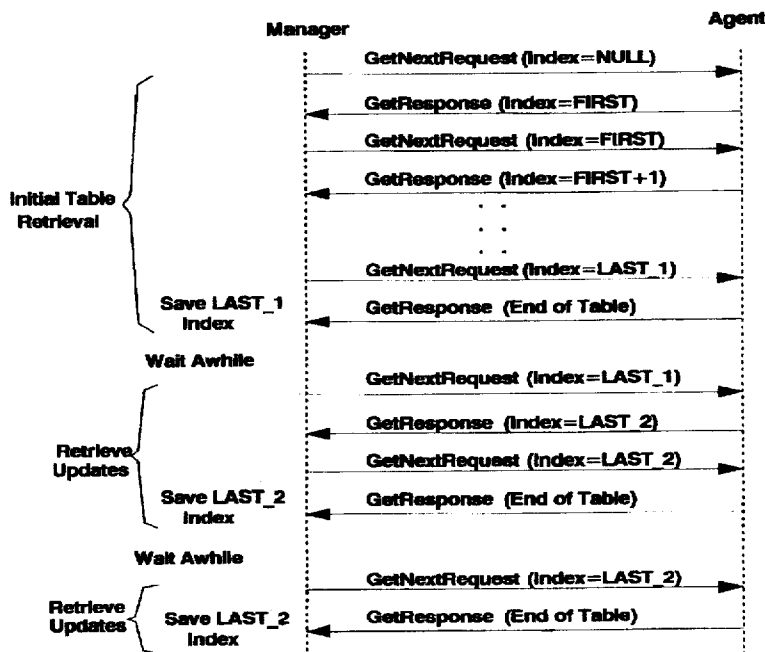 Manager
Agent
GetNextRequest (Index=NULL)
GetResponse (Index=FIRST)
GetNextRequest (Index=FIRST)
GetResponse (Index=FIRST+1)
Initial Table
Retrieval
GetNextRequest (Index=LAST_1)
Save LAST_1
Index
GetResponse (End of Table)
Wait Awhile
GetNextRequest (Index=LAST_1)
GetResponse (Index=LAST_2)
Retrieve
Updates
GetNextRequest (Index=LAST_2)
Save LAST_2
Index
GetResponse (End of Table)
Wait Awhile
GetNextRequest (Index=LAST_2)
Retrieve
Updates
Save LAST_2
Index
GetResponse (End of Table)